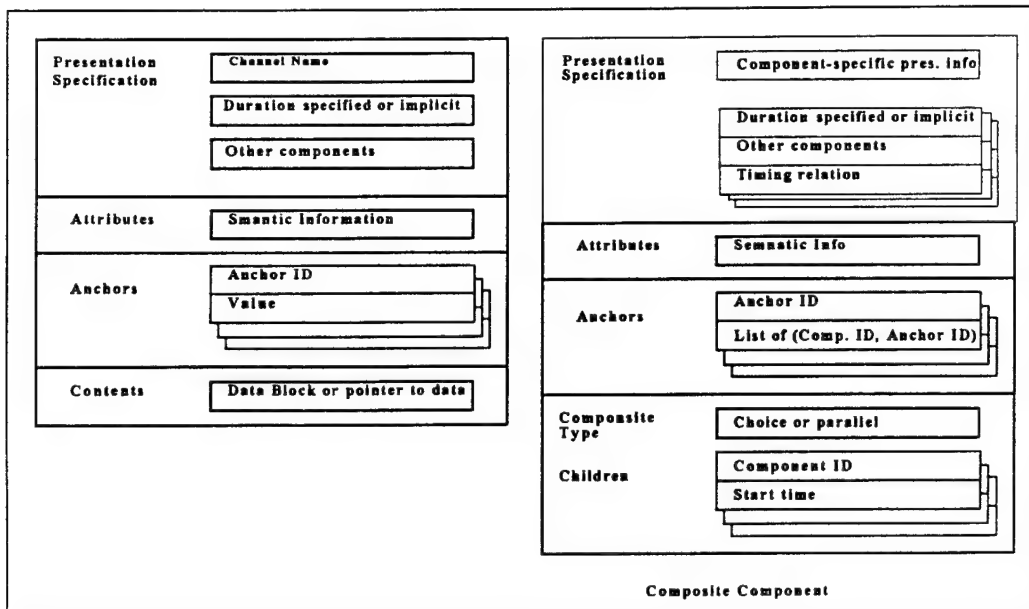 Presentation
Specification
Channel Name
Duration specified or implicit
Other components
Attributes
Smantic Information
Anchors
Anchor ID
Value
Contents
Data Block or pointer to data
Presentation
Specification
Component-specific pres. info
Duration specified or implicit
Other components
Timing relation
Attributes
Semnatic Info
Anchors
Anchor ID
List of (Comp. ID, Anchor ID)
Componsite
Type
Choice or parallel
Children
Component ID
Start time
Composite Component